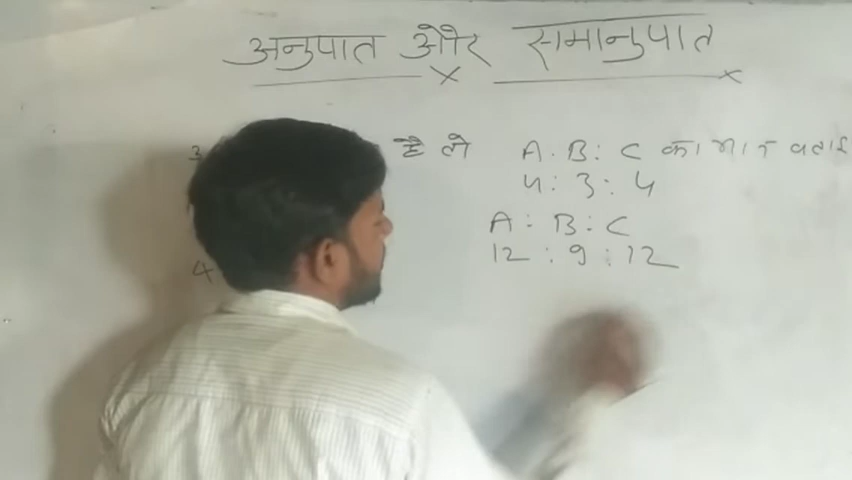 अनुपात और समानुपात
3 है तो A : B : C का मान बताइ
4 : 3 : 4
A : B : C
4 12 : 9 : 12